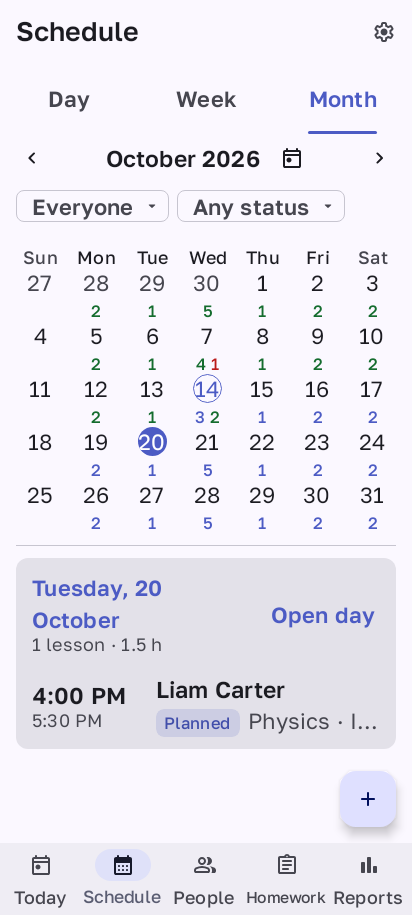 Schedule
Day Week Month
October 2026
Everyone Any status
Sun Mon Tue Wed Thu Fri Sat
27 28 29 30 1 2 3
2 1 5 1 2 2
4 5 6 7 8 9 10
2 1 4 1 1 2 2
11 12 13 14 15 16 17
2 1 3 2 1 2 2
18 19 20 21 22 23 24
2 1 5 1 2 2
25 26 27 28 29 30 31
2 1 5 1 2 2
Tuesday, 20
October
Open day
1 lesson · 1.5 h
4:00 PM Liam Carter
5:30 PM Planned Physics · I...
Today Schedule People Homework Reports